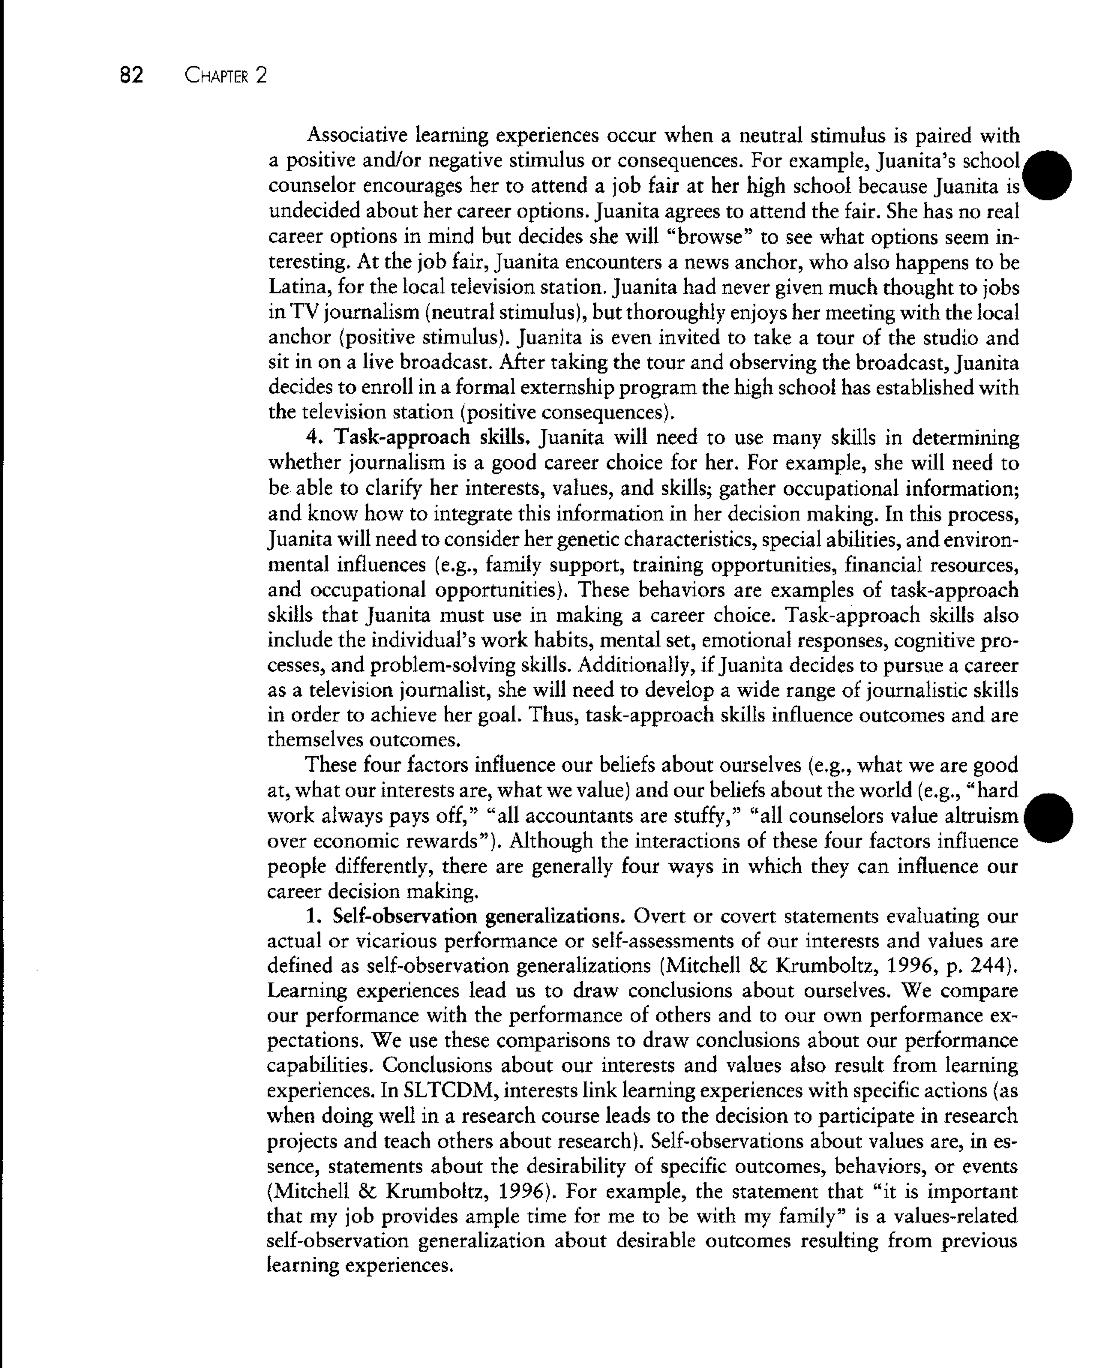 82 CHAPTER 2
Associative learning experiences occur when a neutral stimulus is paired with
a positive and/or negative stimulus or consequences. For example, Juanita's school
counselor encourages her to attend a job fair at her high school because Juanita is
undecided about her career options. Juanita agrees to attend the fair. She has no real
career options in mind but decides she will "browse" to see what options seem in-
teresting. At the job fair, Juanita encounters a news anchor, who also happens to be
Latina, for the local television station. Juanita had never given much thought to jobs
in TV journalism (neutral stimulus), but thoroughly enjoys her meeting with the local
anchor (positive stimulus). Juanita is even invited to take a tour of the studio and
sit in on a live broadcast. After taking the tour and observing the broadcast, Juanita
decides to enroll in a formal externship program the high school has established with
the television station (positive consequences).
4. Task-approach skills. Juanita will need to use many skills in determining
whether journalism is a good career choice for her. For example, she will need to
be able to clarify her interests, values, and skills; gather occupational information;
and know how to integrate this information in her decision making. In this process,
Juanita will need to consider her genetic characteristics, special abilities, and environ-
mental influences (e.g., family support, training opportunities, financial resources,
and occupational opportunities). These behaviors are examples of task-approach
skills that Juanita must use in making a career choice. Task-approach skills also
include the individual's work habits, mental set, emotional responses, cognitive pro-
cesses, and problem-solving skills. Additionally, if Juanita decides to pursue a career
as a television journalist, she will need to develop a wide range of journalistic skills
in order to achieve her goal. Thus, task-approach skills influence outcomes and are
themselves outcomes.
These four factors influence our beliefs about ourselves (e.g., what we are good
at, what our interests are, what we value) and our beliefs about the world (e.g., "hard
work always pays off," "all accountants are stuffy," "all counselors value altruism
over economic rewards"). Although the interactions of these four factors influence
people differently, there are generally four ways in which they can influence our
career decision making.
1. Self-observation generalizations. Overt or covert statements evaluating our
actual or vicarious performance or self-assessments of our interests and values are
defined as self-observation generalizations (Mitchell & Krumboltz, 1996, p. 244).
Learning experiences lead us to draw conclusions about ourselves. We compare
our performance with the performance of others and to our own performance ex-
pectations. We use these comparisons to draw conclusions about our performance
capabilities. Conclusions about our interests and values also result from learning
experiences. In SLTCDM, interests link learning experiences with specific actions (as
when doing well in a research course leads to the decision to participate in research
projects and teach others about research). Self-observations about values are, in es-
sence, statements about the desirability of specific outcomes, behaviors, or events
(Mitchell & Krumboltz, 1996). For example, the statement that "it is important
that my job provides ample time for me to be with my family" is a values-related
self-observation generalization about desirable outcomes resulting from previous
learning experiences.